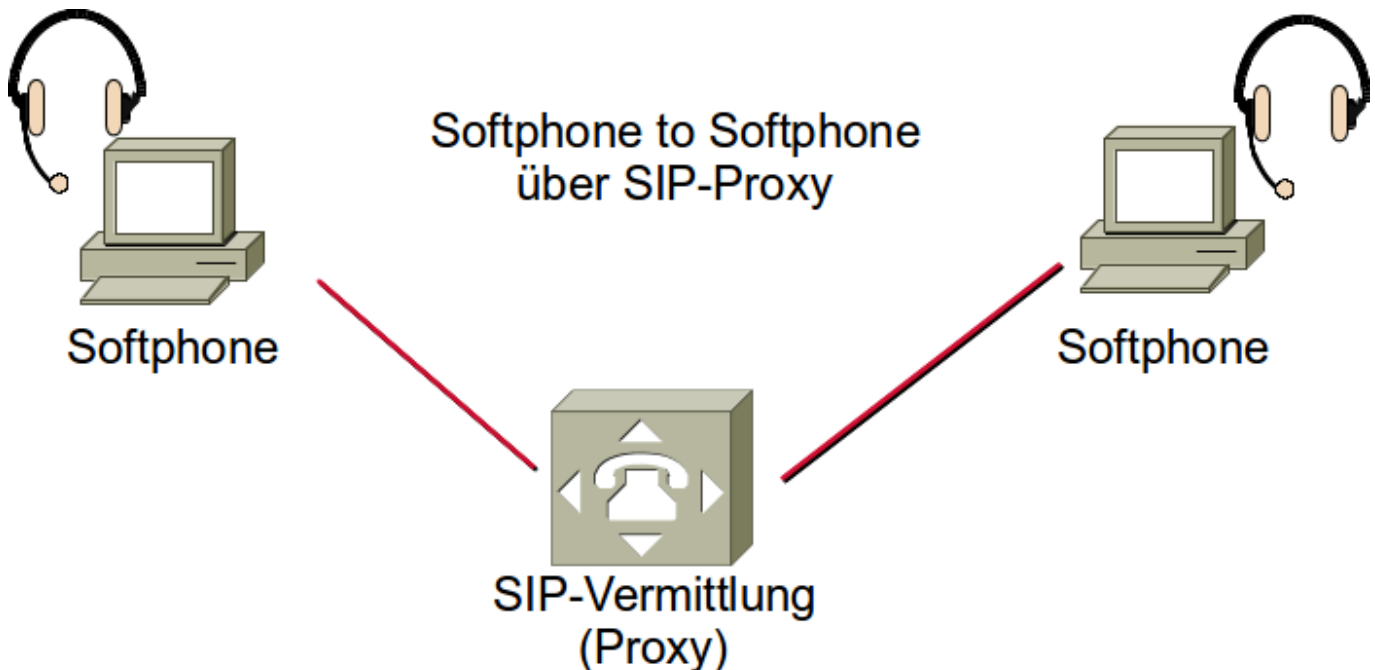 Softphone to Softphone
über SIP-Proxy
Softphone
Softphone
SIP-Vermittlung
(Proxy)